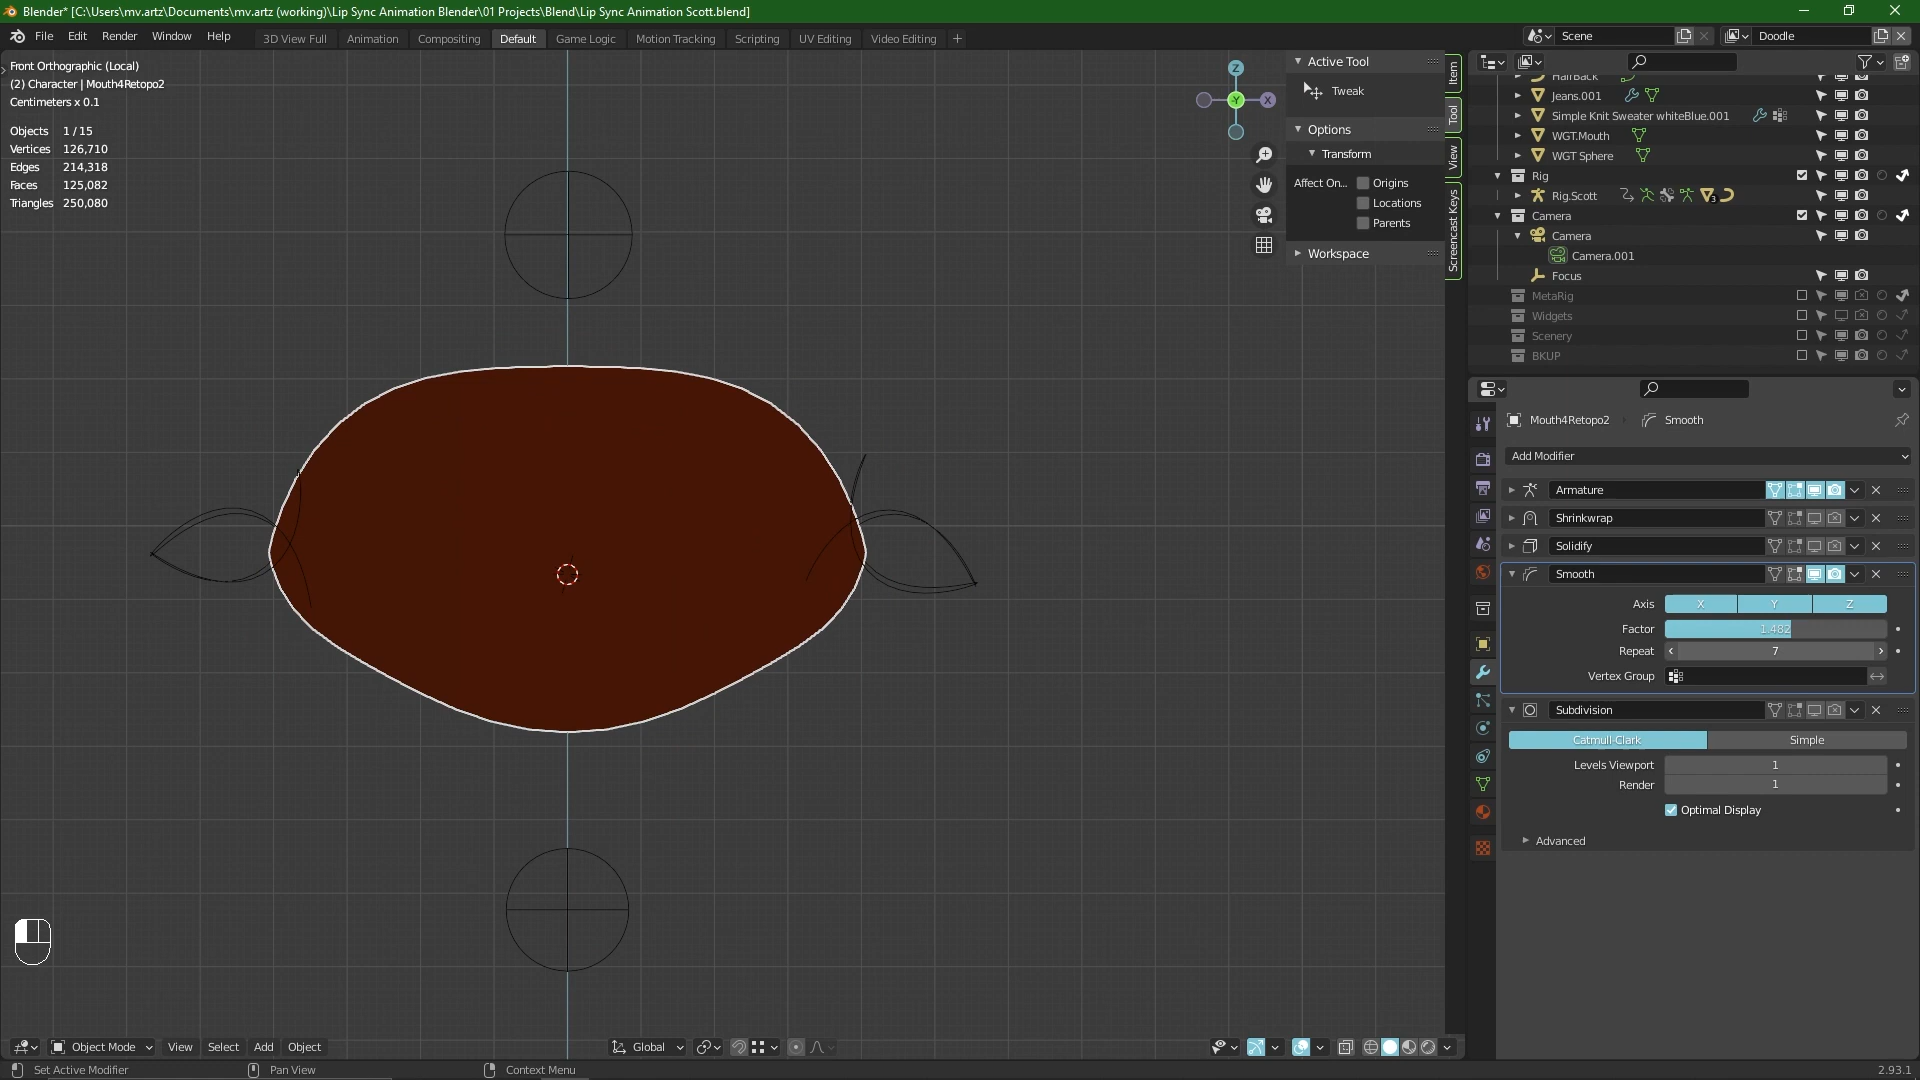 Blender* [C:\Users\mv.artz\Documents\mv.artz (working)\Lip Sync Animation Blender\01 Projects\Blend\Lip Sync Animation Scott.blend]
File Edit Render Window Help 3D View Full Animation Compositing Default Game Logic Motion Tracking Scripting UV Editing Video Editing + Scene Doodle
Front Orthographic (Local)
(2) Character | Mouth4Retopo2
Centimeters x 0.1
Objects 1 / 15
Vertices 126,710
Edges 214,318
Faces 125,082
Triangles 250,080
Z
Y
X
Active Tool
Tweak
Options
Transform
Affect On... Origins
Locations
Parents
Workspace
Item
Tool
View
Screencast Keys
HairBack
Jeans.001
Simple Knit Sweater whiteBlue.001
WGT.Mouth
WGT Sphere
Rig
Rig.Scott 3
Camera
Camera
Camera.001
Focus
MetaRig
Widgets
Scenery
BKUP
Mouth4Retopo2 Smooth
Add Modifier
Armature
Shrinkwrap
Solidify
Smooth
Axis X Y Z
Factor 1.482
Repeat 7
Vertex Group
Subdivision
Catmull-Clark Simple
Levels Viewport 1
Render 1
Optimal Display
Advanced
Object Mode View Select Add Object Global
Set Active Modifier Pan View Context Menu 2.93.1